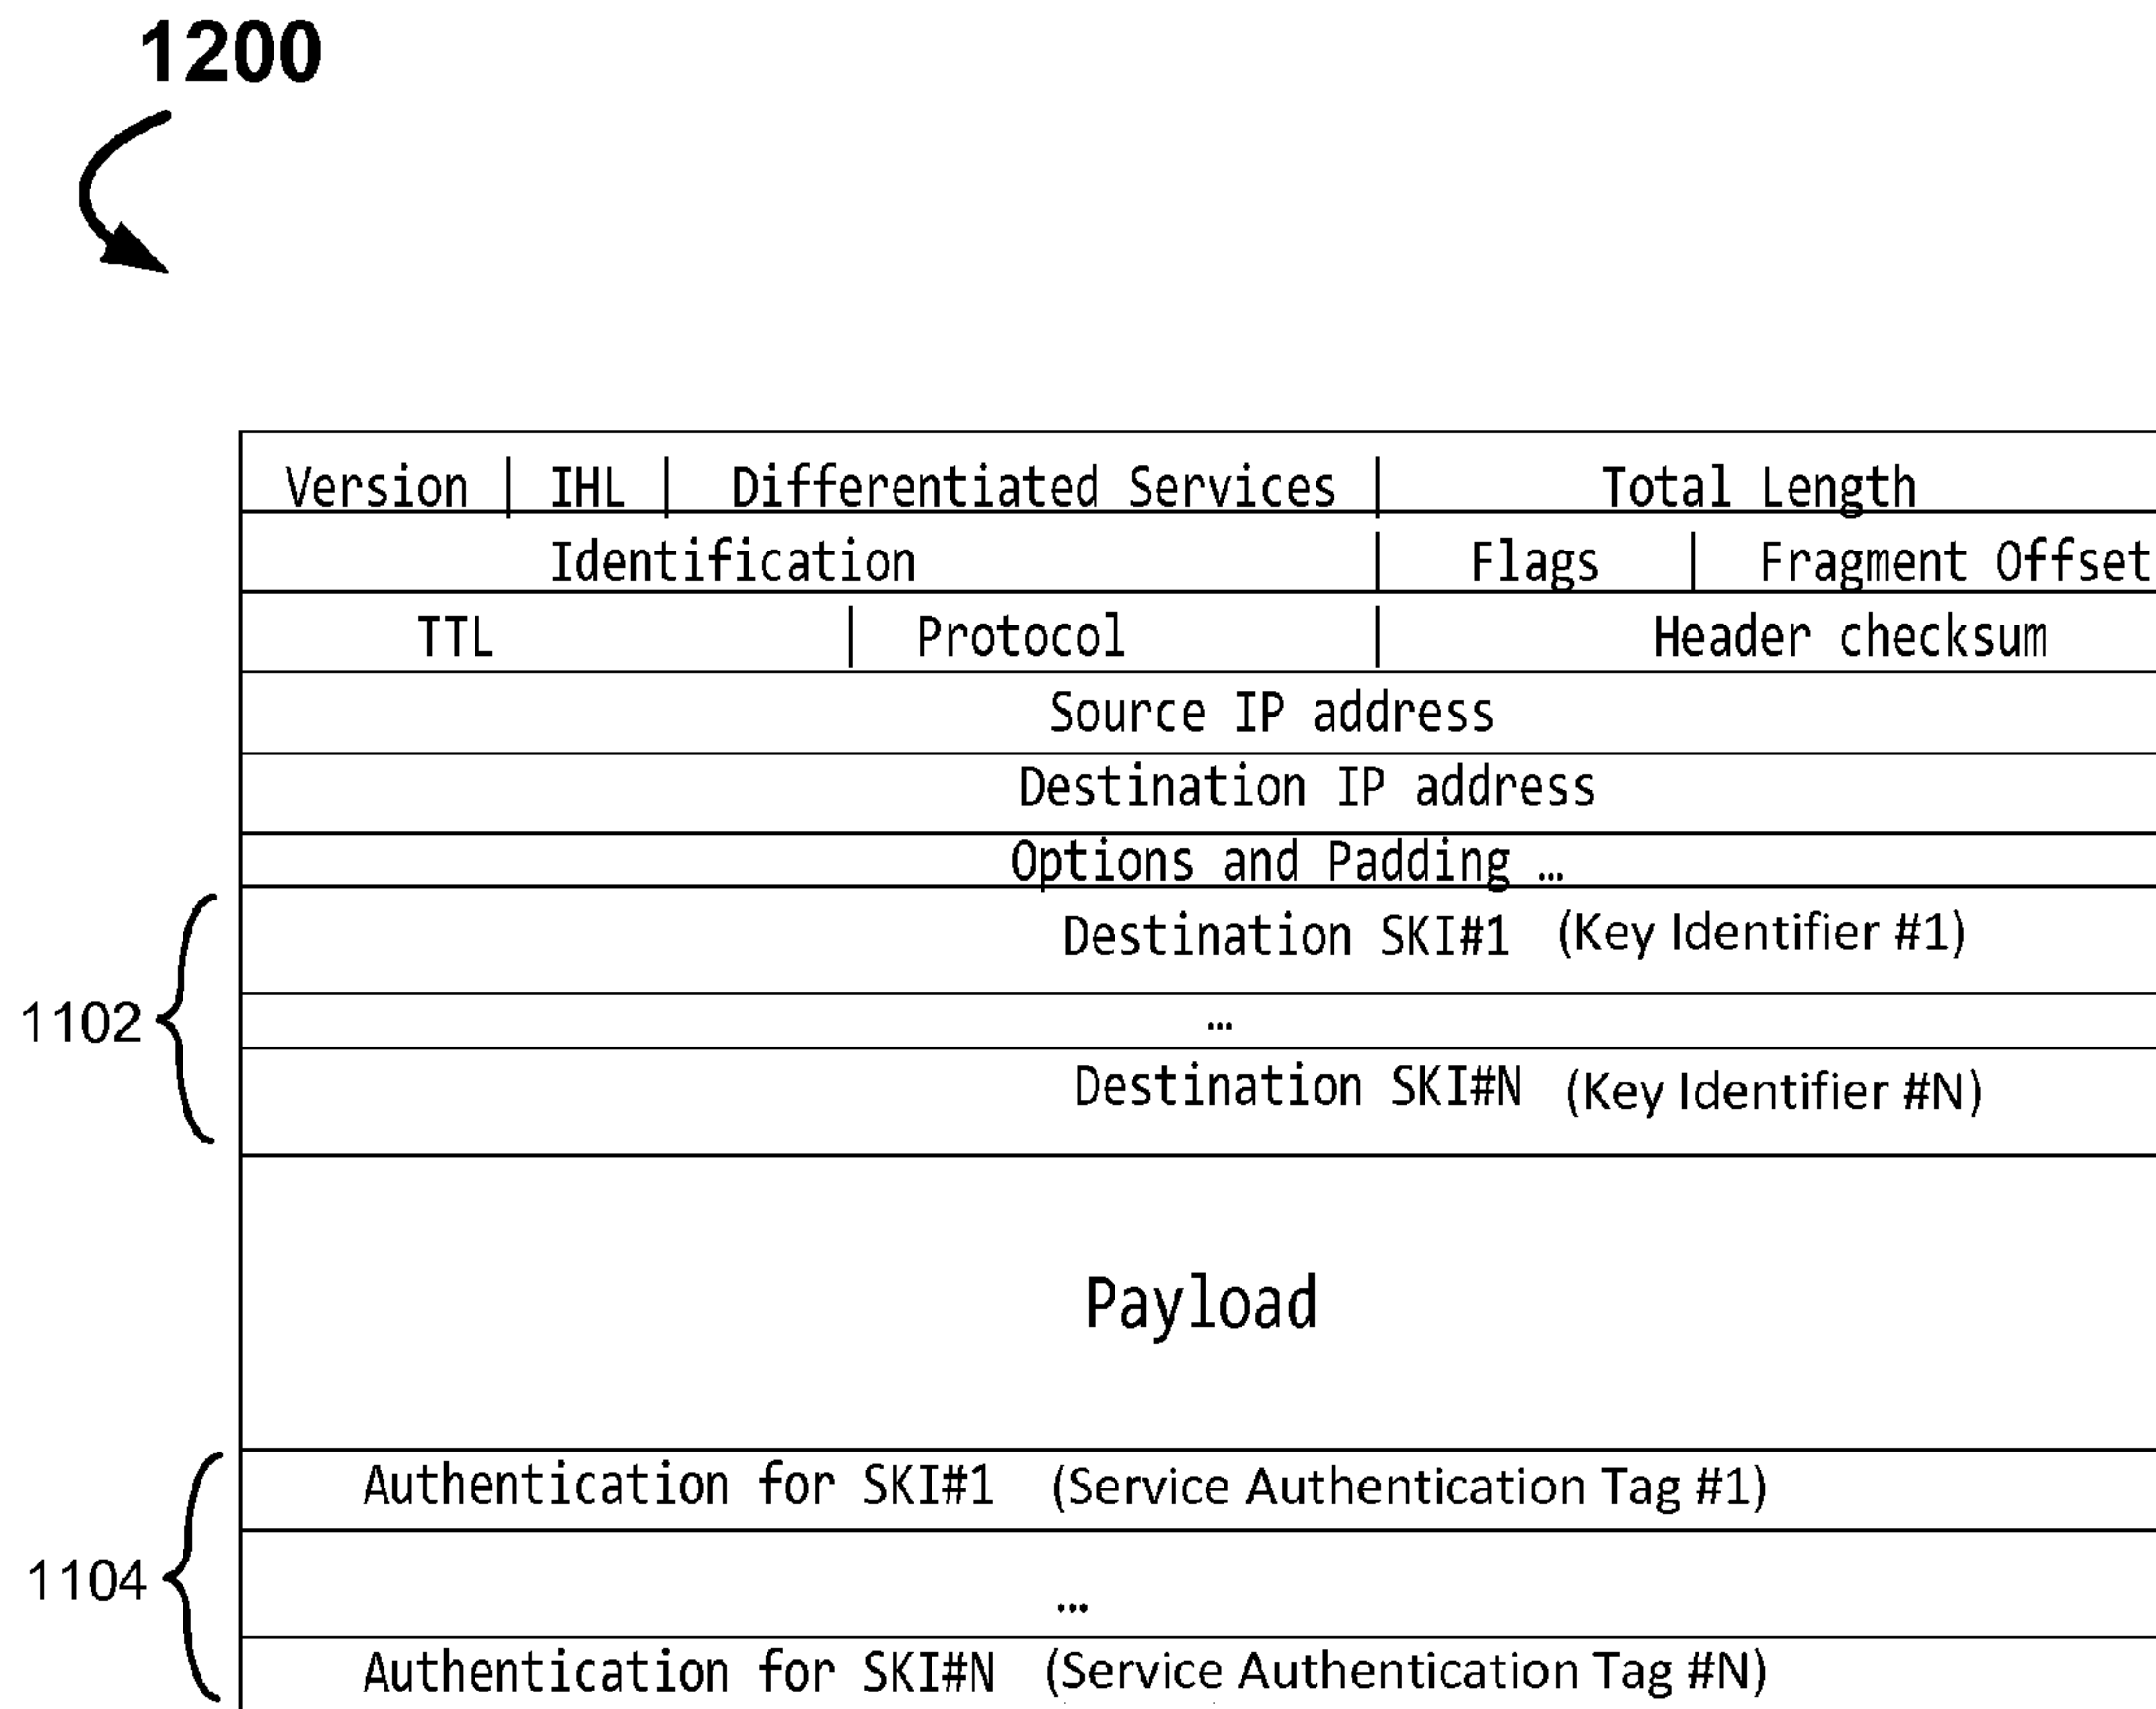 1200
Version | IHL | Differentiated Services | Total Length
Identification | Flags | Fragment Offset
TTL | Protocol | Header checksum
Source IP address
Destination IP address
Options and Padding …
Destination SKI#1 (Key Identifier #1)
1102 …
Destination SKI#N (Key Identifier #N)
Payload
Authentication for SKI#1 (Service Authentication Tag #1)
1104 …
Authentication for SKI#N (Service Authentication Tag #N)